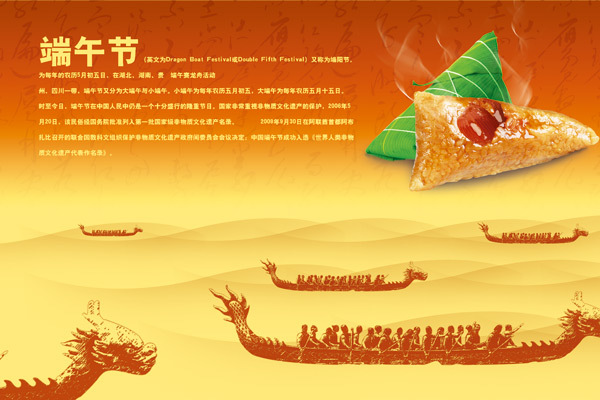 端午节（英文为Dragon Boat Festival或Double Fifth Festival）又称为端阳节。
为每年的农历5月初五日，在湖北、湖南、贵 端午赛龙舟活动
州、四川一带，端午节又分为大端午与小端午。小端午为每年农历五月初五，大端午为每年农历五月十五日。
时至今日，端午节在中国人民中仍是一个十分盛行的隆重节日。国家非常重视非物质文化遗产的保护，2006年5
月20日，该民俗经国务院批准列入第一批国家级非物质文化遗产名录。 2009年9月30日在阿联酋首都阿布
扎比召开的联合国教科文组织保护非物质文化遗产政府间委员会会议决定：中国端午节成功入选《世界人类非物
质文化遗产代表作名录》。